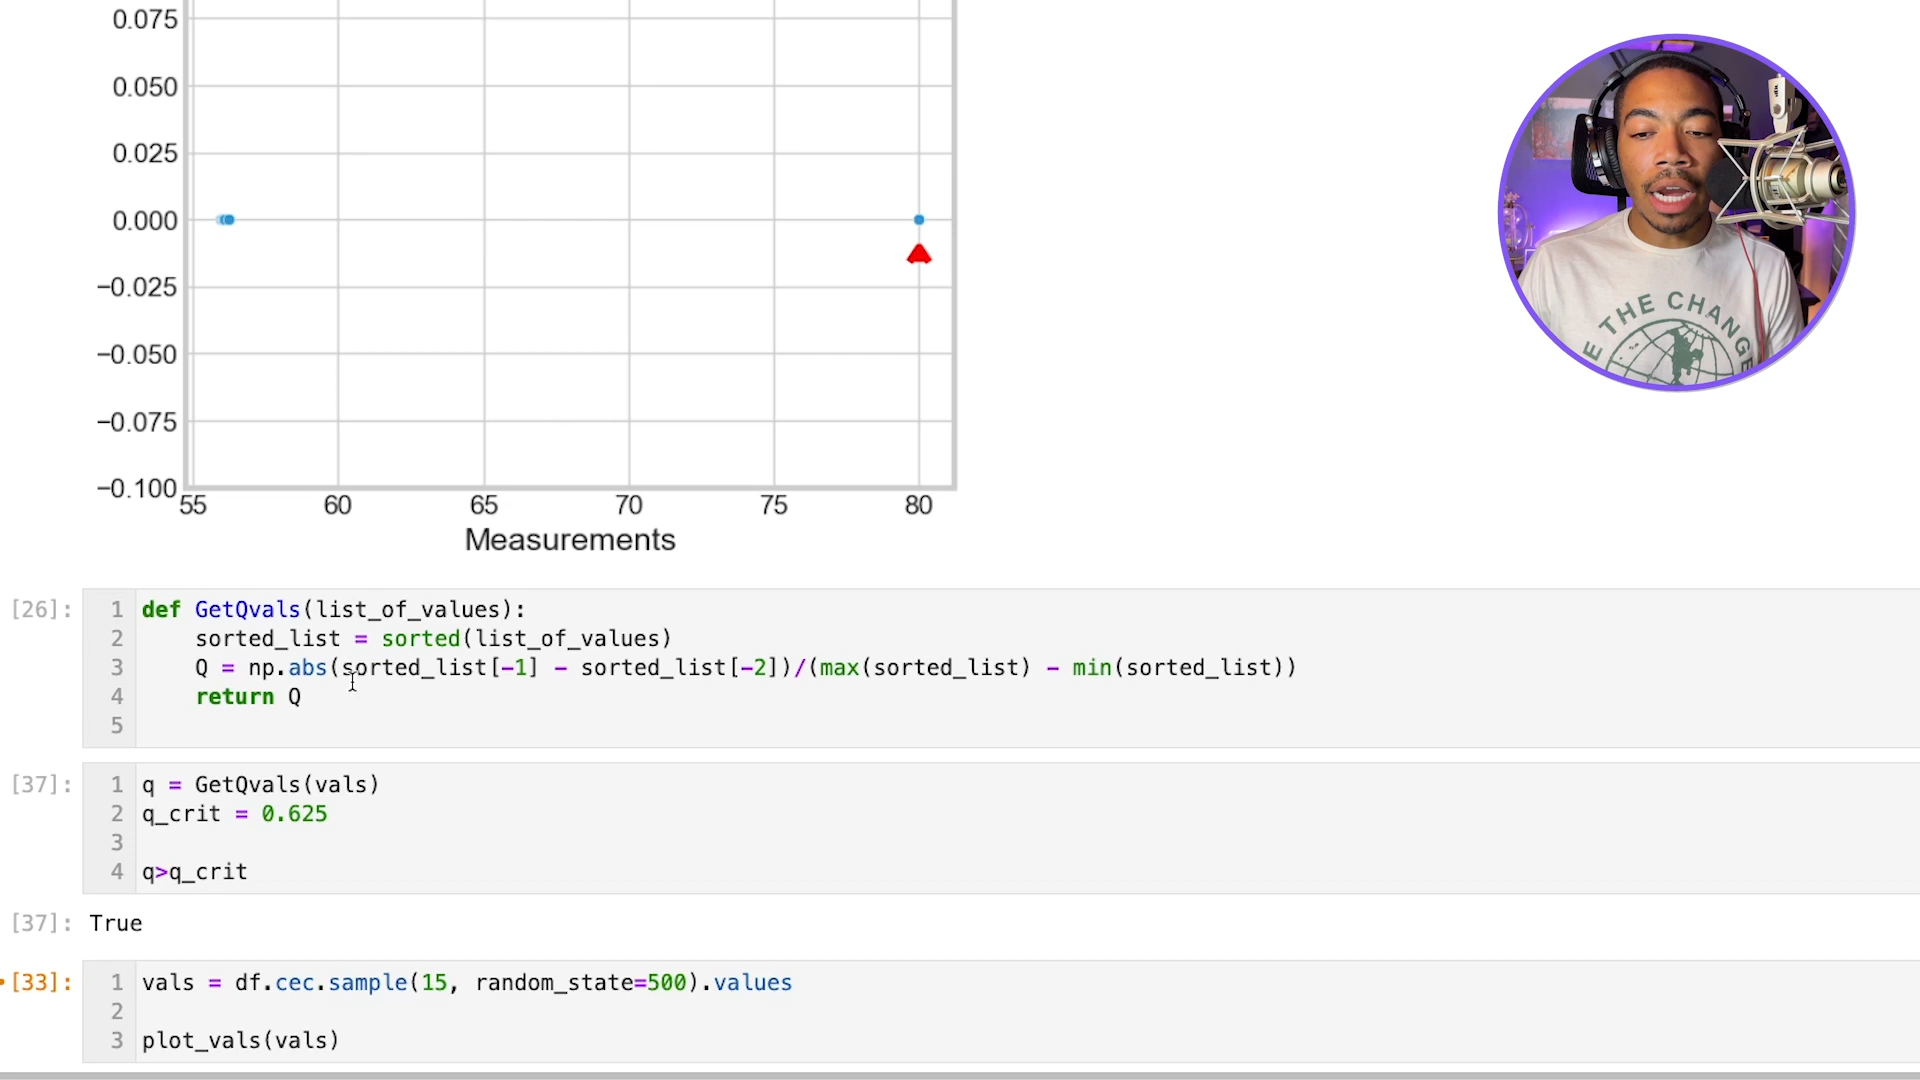 0.075
0.050
0.025
0.000
−0.025
−0.050
−0.075
−0.100
55 60 65 70 75 80
Measurements
E THE CHANGE
[26]: 1 def GetQvals(list_of_values):
2 sorted_list = sorted(list_of_values)
3 Q = np.abs(sorted_list[-1] - sorted_list[-2])/(max(sorted_list) - min(sorted_list))
4 return Q
5
[37]: 1 q = GetQvals(vals)
2 q_crit = 0.625
3
4 q>q_crit
[37]: True
[33]: 1 vals = df.cec.sample(15, random_state=500).values
2
3 plot_vals(vals)